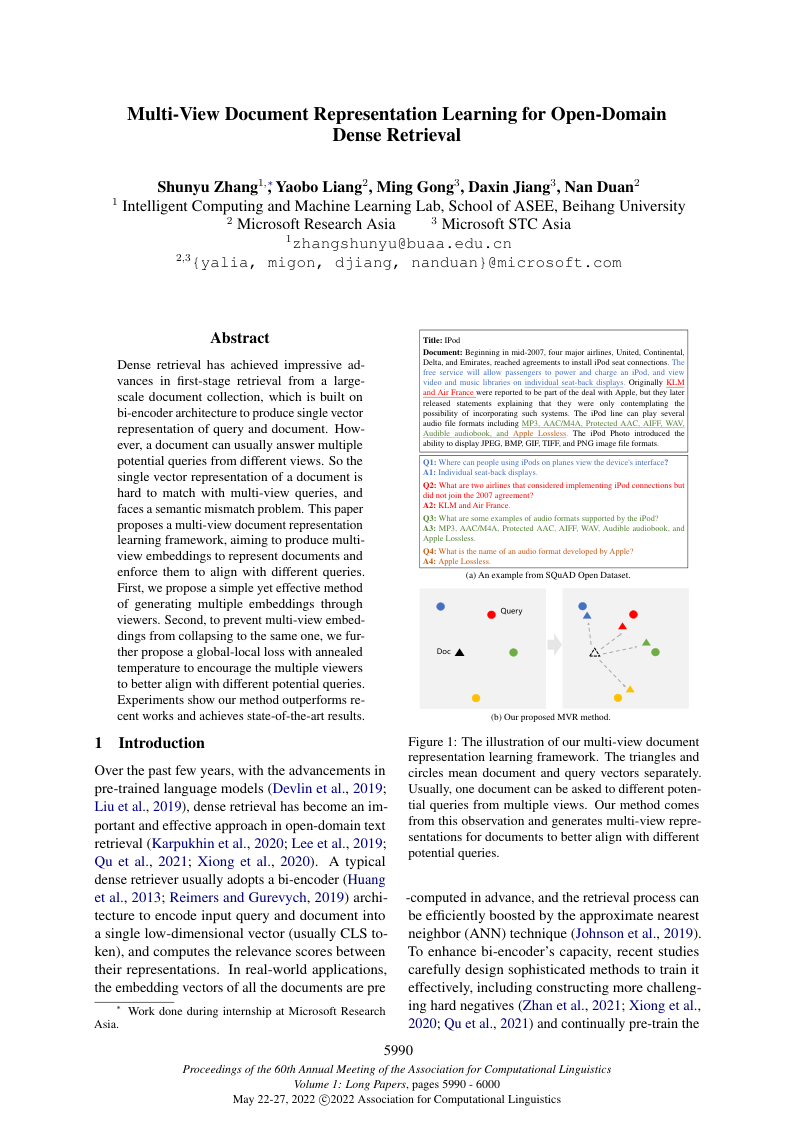 Multi-View Document Representation Learning for Open-Domain
Dense Retrieval
Shunyu Zhang1,*, Yaobo Liang2, Ming Gong3, Daxin Jiang3, Nan Duan2
1 Intelligent Computing and Machine Learning Lab, School of ASEE, Beihang University
2 Microsoft Research Asia 3 Microsoft STC Asia
1zhangshunyu@buaa.edu.cn
2,3{yalia, migon, djiang, nanduan}@microsoft.com
Abstract
Dense retrieval has achieved impressive ad-
vances in first-stage retrieval from a large-
scale document collection, which is built on
bi-encoder architecture to produce single vector
representation of query and document. How-
ever, a document can usually answer multiple
potential queries from different views. So the
single vector representation of a document is
hard to match with multi-view queries, and
faces a semantic mismatch problem. This paper
proposes a multi-view document representation
learning framework, aiming to produce multi-
view embeddings to represent documents and
enforce them to align with different queries.
First, we propose a simple yet effective method
of generating multiple embeddings through
viewers. Second, to prevent multi-view embed-
dings from collapsing to the same one, we fur-
ther propose a global-local loss with annealed
temperature to encourage the multiple viewers
to better align with different potential queries.
Experiments show our method outperforms re-
cent works and achieves state-of-the-art results.
1 Introduction
Over the past few years, with the advancements in
pre-trained language models (Devlin et al., 2019;
Liu et al., 2019), dense retrieval has become an im-
portant and effective approach in open-domain text
retrieval (Karpukhin et al., 2020; Lee et al., 2019;
Qu et al., 2021; Xiong et al., 2020). A typical
dense retriever usually adopts a bi-encoder (Huang
et al., 2013; Reimers and Gurevych, 2019) archi-
tecture to encode input query and document into
a single low-dimensional vector (usually CLS to-
ken), and computes the relevance scores between
their representations. In real-world applications,
the embedding vectors of all the documents are pre
* Work done during internship at Microsoft Research
Asia.
Title: IPod
Document: Beginning in mid-2007, four major airlines, United, Continental,
Delta, and Emirates, reached agreements to install iPod seat connections. The
free service will allow passengers to power and charge an iPod, and view
video and music libraries on individual seat-back displays. Originally KLM
and Air France were reported to be part of the deal with Apple, but they later
released statements explaining that they were only contemplating the
possibility of incorporating such systems. The iPod line can play several
audio file formats including MP3, AAC/M4A, Protected AAC, AIFF, WAV,
Audible audiobook, and Apple Lossless. The iPod Photo introduced the
ability to display JPEG, BMP, GIF, TIFF, and PNG image file formats.
Q1: Where can people using iPods on planes view the device's interface?
A1: Individual seat-back displays.
Q2: What are two airlines that considered implementing iPod connections but
did not join the 2007 agreement?
A2: KLM and Air France.
Q3: What are some examples of audio formats supported by the iPod?
A3: MP3, AAC/M4A, Protected AAC, AIFF, WAV, Audible audiobook, and
Apple Lossless.
Q4: What is the name of an audio format developed by Apple?
A4: Apple Lossless.
(a) An example from SQuAD Open Dataset.
Query
Doc
(b) Our proposed MVR method.
Figure 1: The illustration of our multi-view document
representation learning framework. The triangles and
circles mean document and query vectors separately.
Usually, one document can be asked to different poten-
tial queries from multiple views. Our method comes
from this observation and generates multi-view repre-
sentations for documents to better align with different
potential queries.
-computed in advance, and the retrieval process can
be efficiently boosted by the approximate nearest
neighbor (ANN) technique (Johnson et al., 2019).
To enhance bi-encoder's capacity, recent studies
carefully design sophisticated methods to train it
effectively, including constructing more challeng-
ing hard negatives (Zhan et al., 2021; Xiong et al.,
2020; Qu et al., 2021) and continually pre-train the
5990
Proceedings of the 60th Annual Meeting of the Association for Computational Linguistics
Volume 1: Long Papers, pages 5990 - 6000
May 22-27, 2022 ©2022 Association for Computational Linguistics